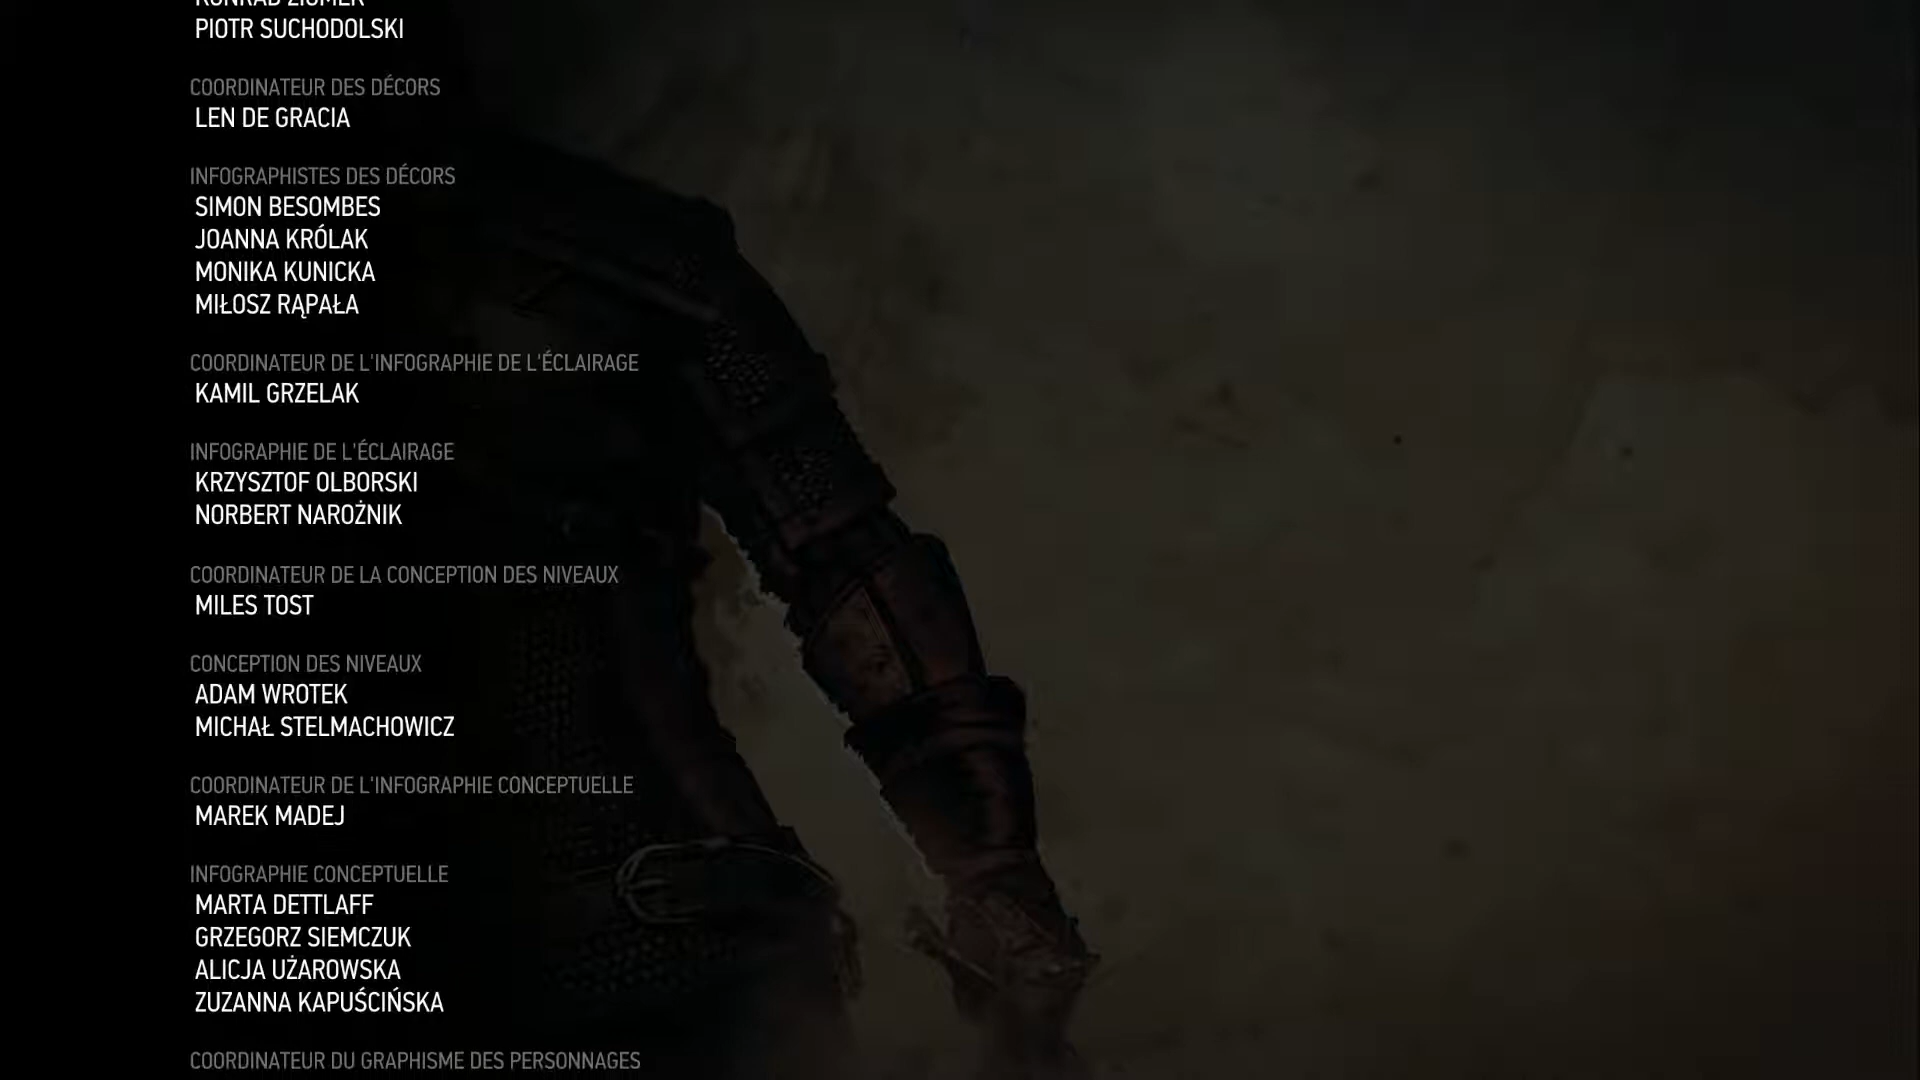 KONRAD ZIOMEK
PIOTR SUCHODOLSKI
COORDINATEUR DES DÉCORS
LEN DE GRACIA
INFOGRAPHISTES DES DÉCORS
SIMON BESOMBES
JOANNA KRÓLAK
MONIKA KUNICKA
MIŁOSZ RĄPAŁA
COORDINATEUR DE L'INFOGRAPHIE DE L'ÉCLAIRAGE
KAMIL GRZELAK
INFOGRAPHIE DE L'ÉCLAIRAGE
KRZYSZTOF OLBORSKI
NORBERT NAROŻNIK
COORDINATEUR DE LA CONCEPTION DES NIVEAUX
MILES TOST
CONCEPTION DES NIVEAUX
ADAM WROTEK
MICHAŁ STELMACHOWICZ
COORDINATEUR DE L'INFOGRAPHIE CONCEPTUELLE
MAREK MADEJ
INFOGRAPHIE CONCEPTUELLE
MARTA DETTLAFF
GRZEGORZ SIEMCZUK
ALICJA UŻAROWSKA
ZUZANNA KAPUŚCIŃSKA
COORDINATEUR DU GRAPHISME DES PERSONNAGES